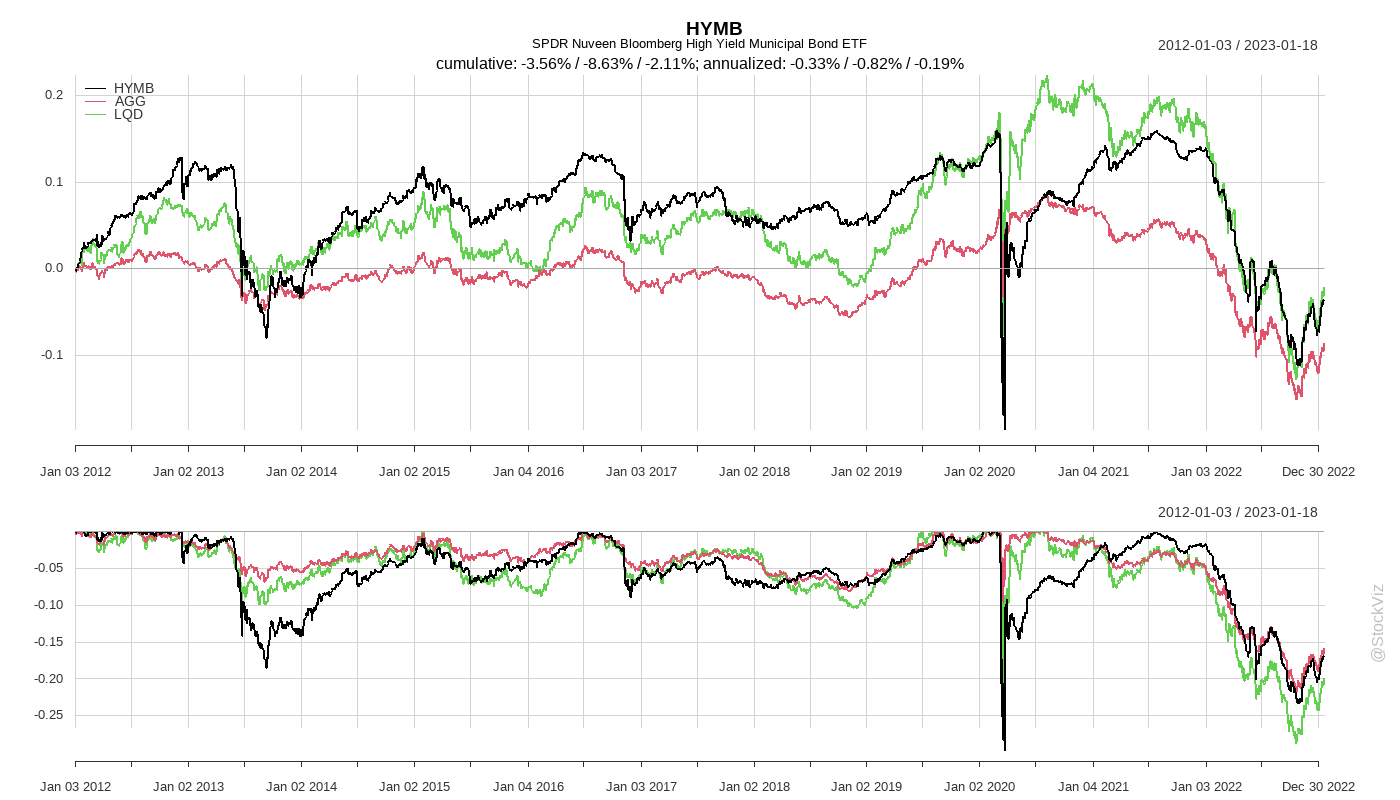 HYMB
SPDR Nuveen Bloomberg High Yield Municipal Bond ETF
2012-01-03 / 2023-01-18
cumulative: -3.56% / -8.63% / -2.11%; annualized: -0.33% / -0.82% / -0.19%
HYMB
AGG
LQD
0.2
0.1
0.0
-0.1
Jan 03 2012 Jan 02 2013 Jan 02 2014 Jan 02 2015 Jan 04 2016 Jan 03 2017 Jan 02 2018 Jan 02 2019 Jan 02 2020 Jan 04 2021 Jan 03 2022 Dec 30 2022
2012-01-03 / 2023-01-18
-0.05
-0.10
-0.15
-0.20
-0.25
Jan 03 2012 Jan 02 2013 Jan 02 2014 Jan 02 2015 Jan 04 2016 Jan 03 2017 Jan 02 2018 Jan 02 2019 Jan 02 2020 Jan 04 2021 Jan 03 2022 Dec 30 2022
@StockViz